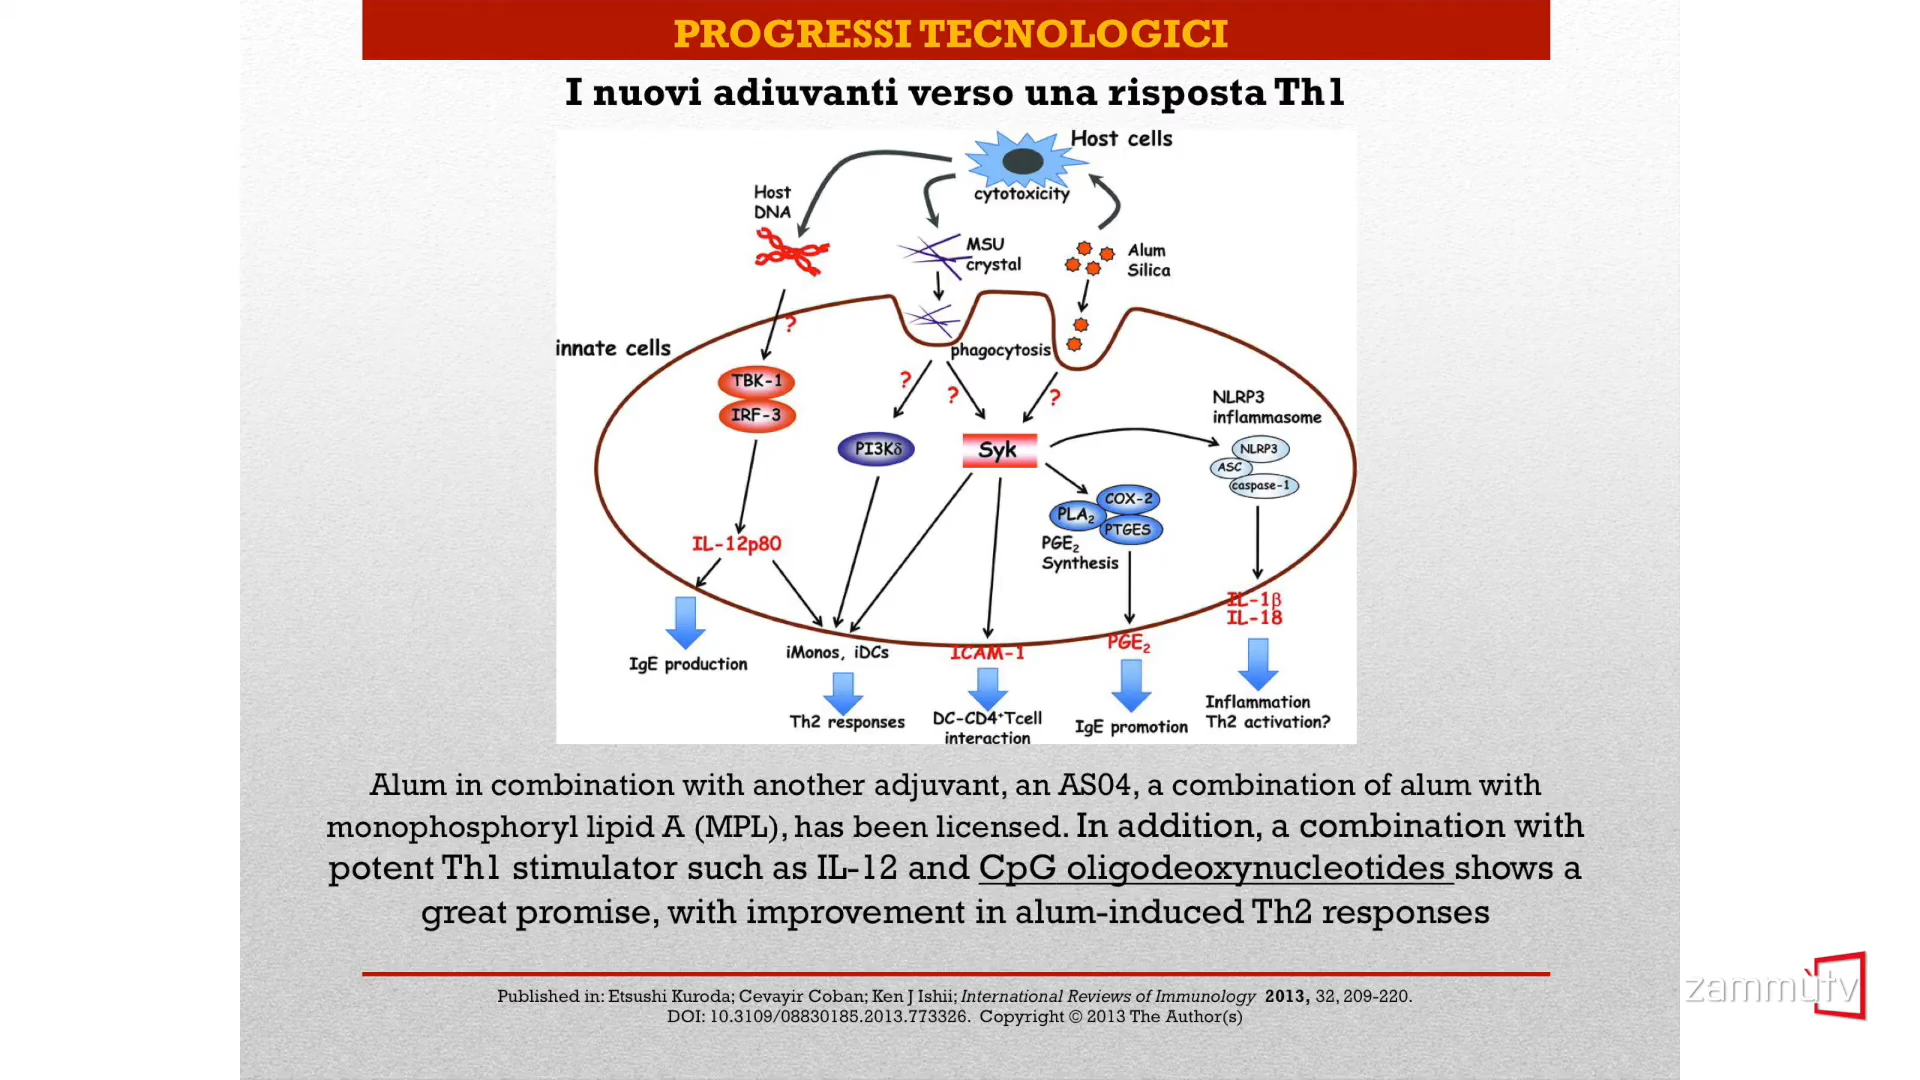 PROGRESSI TECNOLOGICI
I nuovi adiuvanti verso una risposta Th1
Host cells
cytotoxicity
Host
DNA
MSU
crystal
Alum
Silica
?
innate cells
phagocytosis
TBK-1
IRF-3
?
?
?
PI3Kδ
Syk
NLRP3
inflammasome
NLRP3
ASC
caspase-1
COX-2
PLA₂
PTGES
PGE₂
Synthesis
IL-12p80
IL-1β
IL-18
IgE production
iMonos, iDCs
ICAM-1
PGE₂
Th2 responses
DC-CD4⁺Tcell
interaction
IgE promotion
Inflammation
Th2 activation?
Alum in combination with another adjuvant, an AS04, a combination of alum with
monophosphoryl lipid A (MPL), has been licensed. In addition, a combination with
potent Th1 stimulator such as IL-12 and CpG oligodeoxynucleotides shows a
great promise, with improvement in alum-induced Th2 responses
Published in: Etsushi Kuroda; Cevayir Coban; Ken J Ishii; International Reviews of Immunology 2013, 32, 209-220.
DOI: 10.3109/08830185.2013.773326. Copyright © 2013 The Author(s)
zammù tv